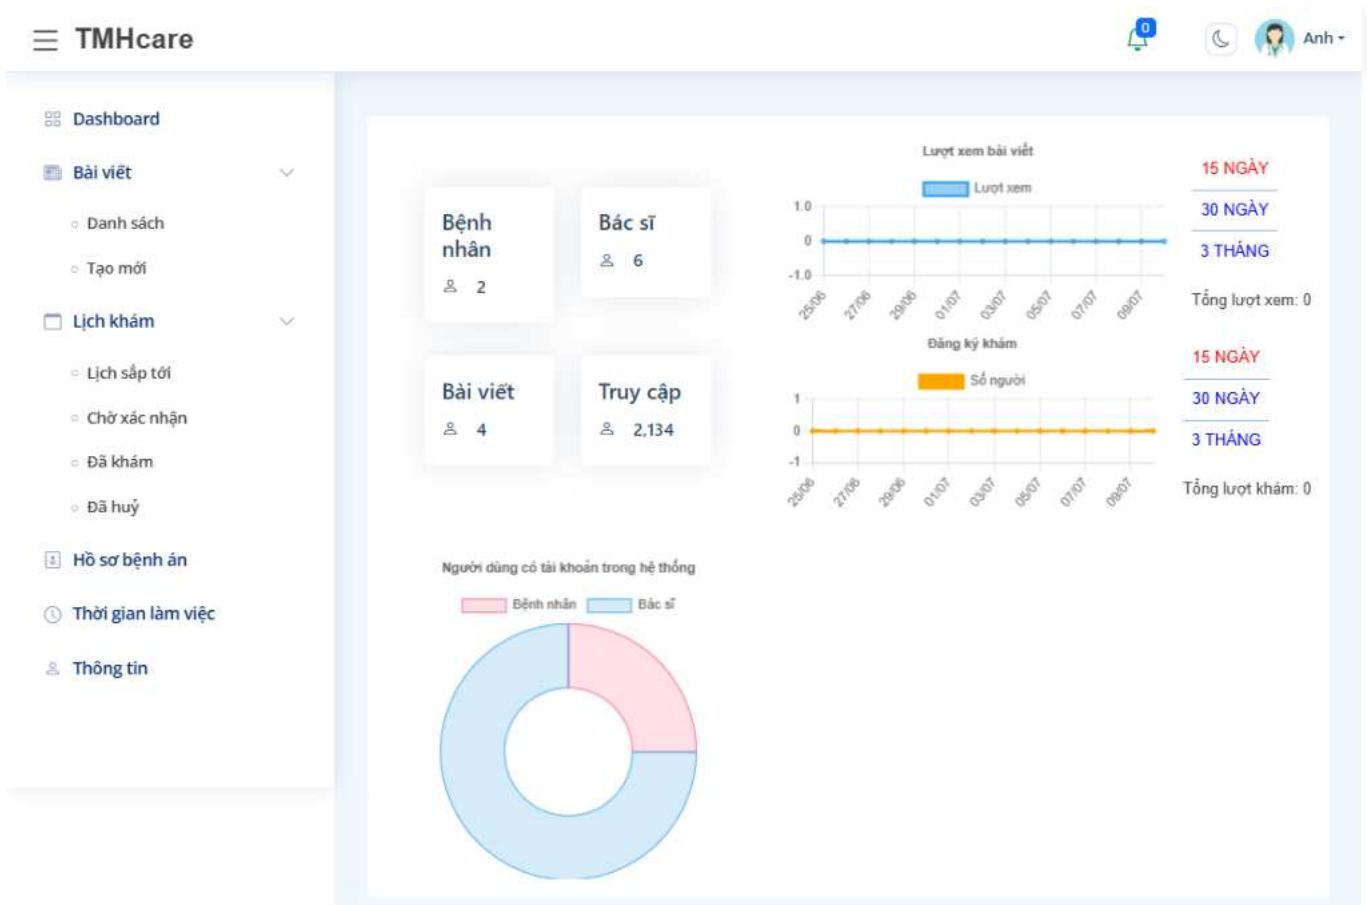 TMHcare
0
Anh
Dashboard
Bài viết
Danh sách
Tạo mới
Lịch khám
Lịch sắp tới
Chờ xác nhận
Đã khám
Đã huỷ
Hồ sơ bệnh án
Thời gian làm việc
Thông tin
Bệnh
nhân
2
Bác sĩ
6
Bài viết
4
Truy cập
2,134
Lượt xem bài viết
Lượt xem
1.0
0
-1.0
25/06 27/06 29/06 01/07 03/07 05/07 07/07 09/07
15 NGÀY
30 NGÀY
3 THÁNG
Tổng lượt xem: 0
Đăng ký khám
Số người
1
0
-1
25/06 27/06 29/06 01/07 03/07 05/07 07/07 09/07
15 NGÀY
30 NGÀY
3 THÁNG
Tổng lượt khám: 0
Người dùng có tài khoản trong hệ thống
Bệnh nhân Bác sĩ